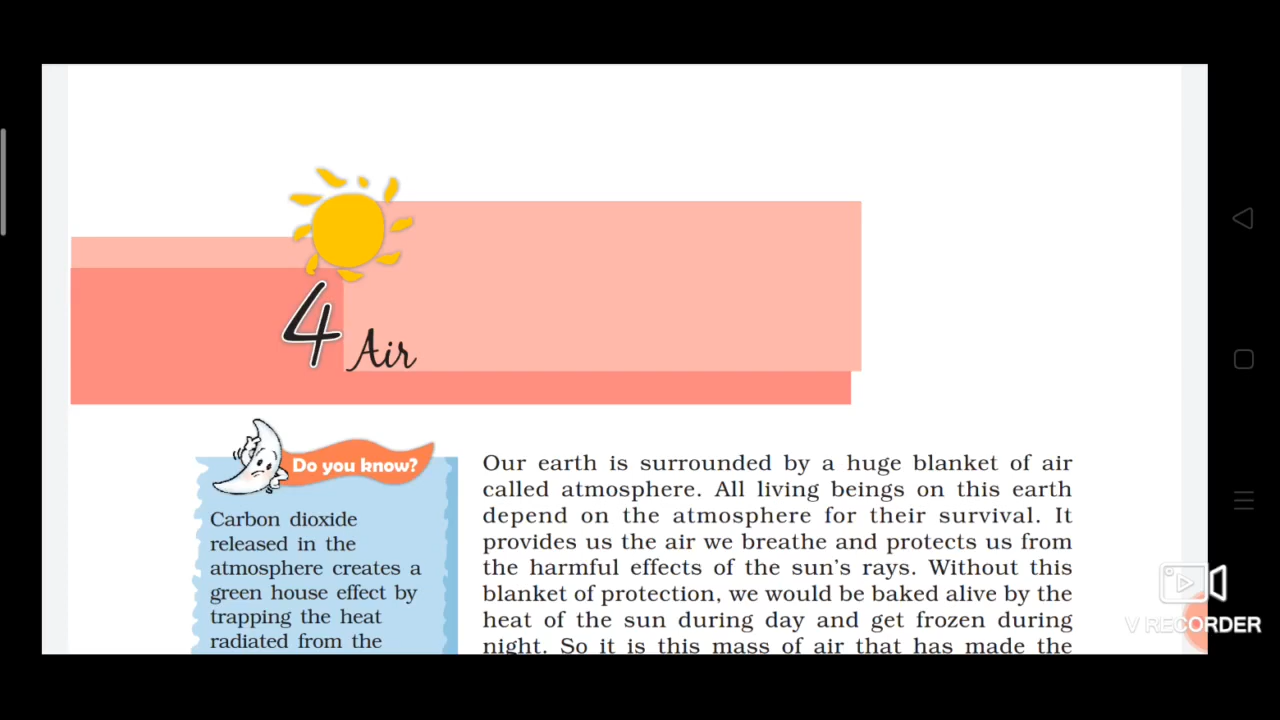 4 Air
Do you know?
Carbon dioxide
released in the
atmosphere creates a
green house effect by
trapping the heat
radiated from the
Our earth is surrounded by a huge blanket of air
called atmosphere. All living beings on this earth
depend on the atmosphere for their survival. It
provides us the air we breathe and protects us from
the harmful effects of the sun's rays. Without this
blanket of protection, we would be baked alive by the
heat of the sun during day and get frozen during
night. So it is this mass of air that has made the
V RECORDER